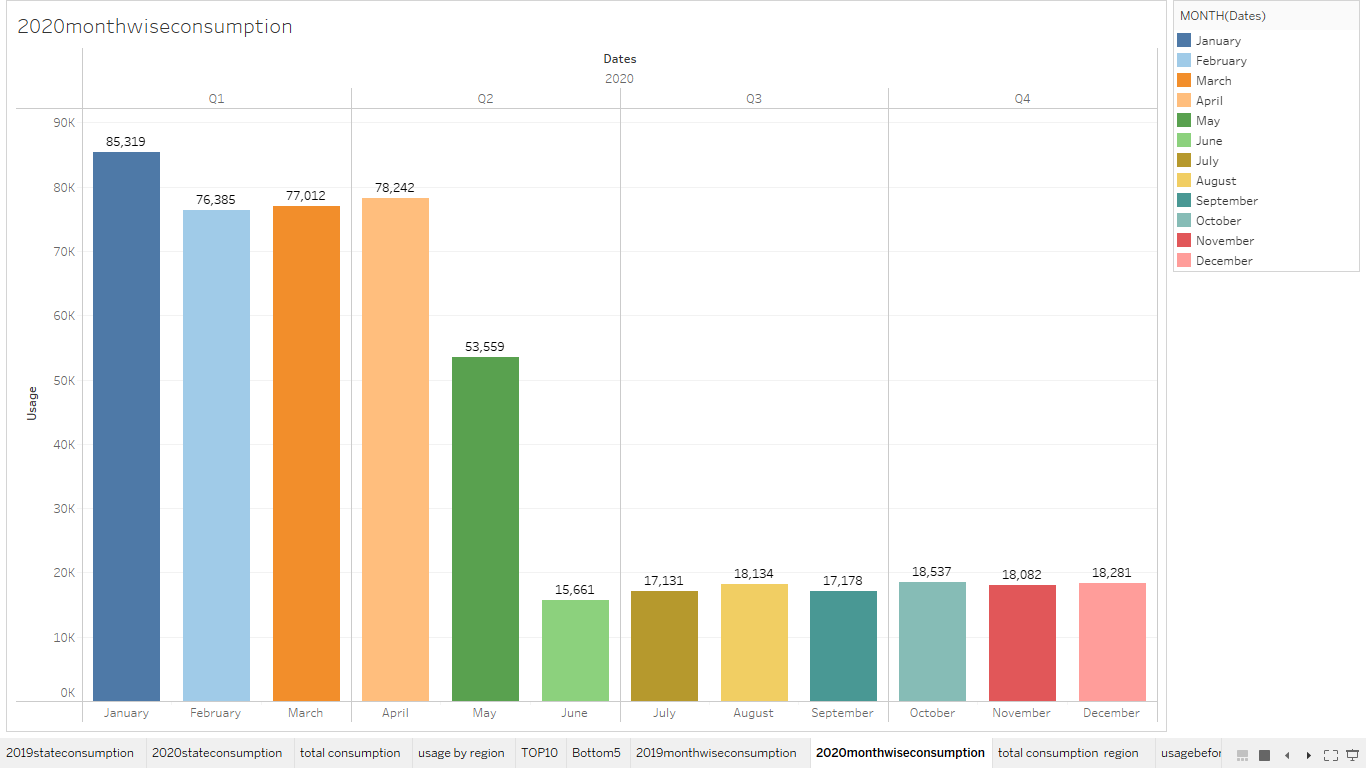 2020monthwiseconsumption
Dates
2020
Q1 Q2 Q3 Q4
90K
80K
70K
60K
50K
40K
30K
20K
10K
0K
Usage
85,319
76,385
77,012
78,242
53,559
15,661
17,131
18,134
17,178
18,537
18,082
18,281
January February March April May June July August September October November December
MONTH(Dates)
January
February
March
April
May
June
July
August
September
October
November
December
2019stateconsumption 2020stateconsumption total consumption usage by region TOP10 Bottom5 2019monthwiseconsumption 2020monthwiseconsumption total consumption region usagebefor